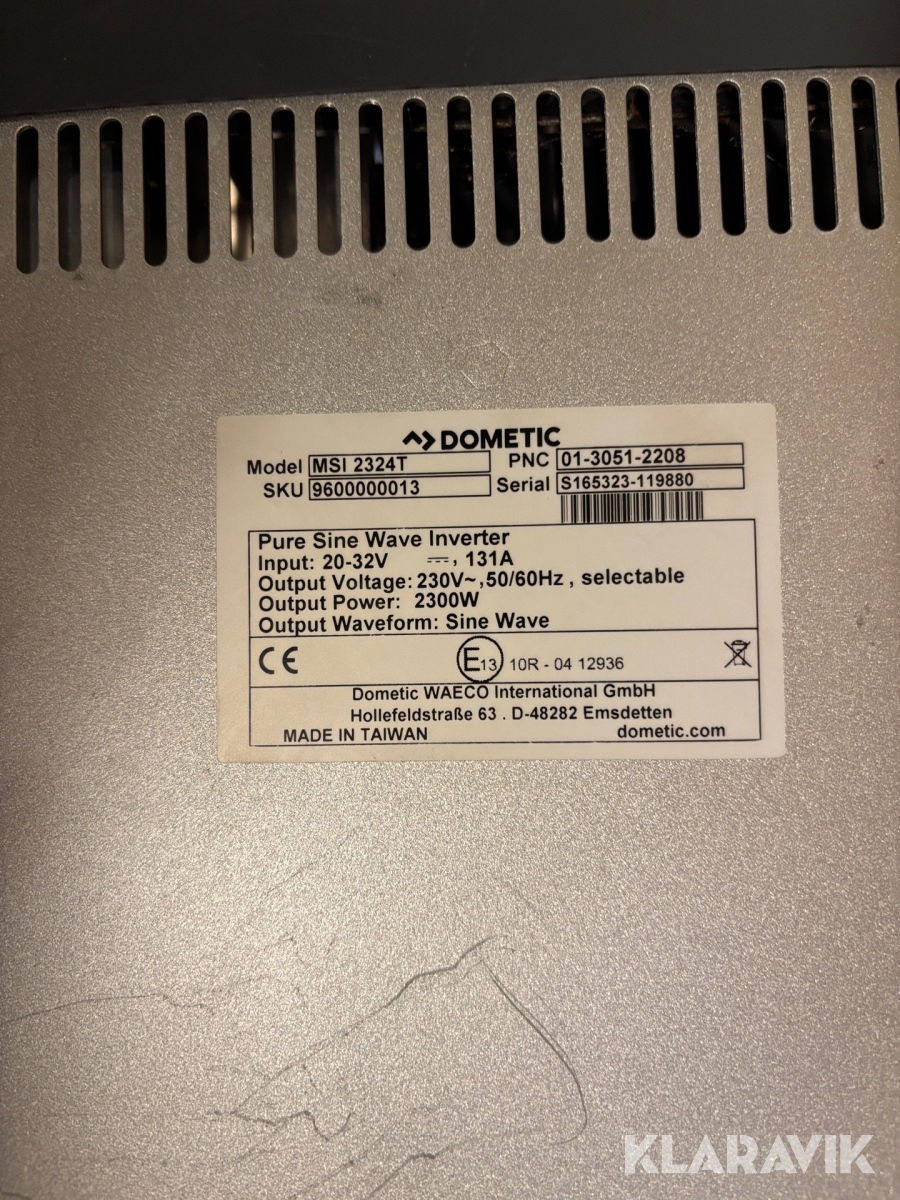 DOMETIC
Model MSI 2324T PNC 01-3051-2208
SKU 9600000013 Serial S165323-119880
Pure Sine Wave Inverter
Input: 20-32V ⎓, 131A
Output Voltage: 230V~,50/60Hz , selectable
Output Power: 2300W
Output Waveform: Sine Wave
CE E13 10R - 04 12936
Dometic WAECO International GmbH
Hollefeldstraße 63 . D-48282 Emsdetten
MADE IN TAIWAN dometic.com
KLARAVIK